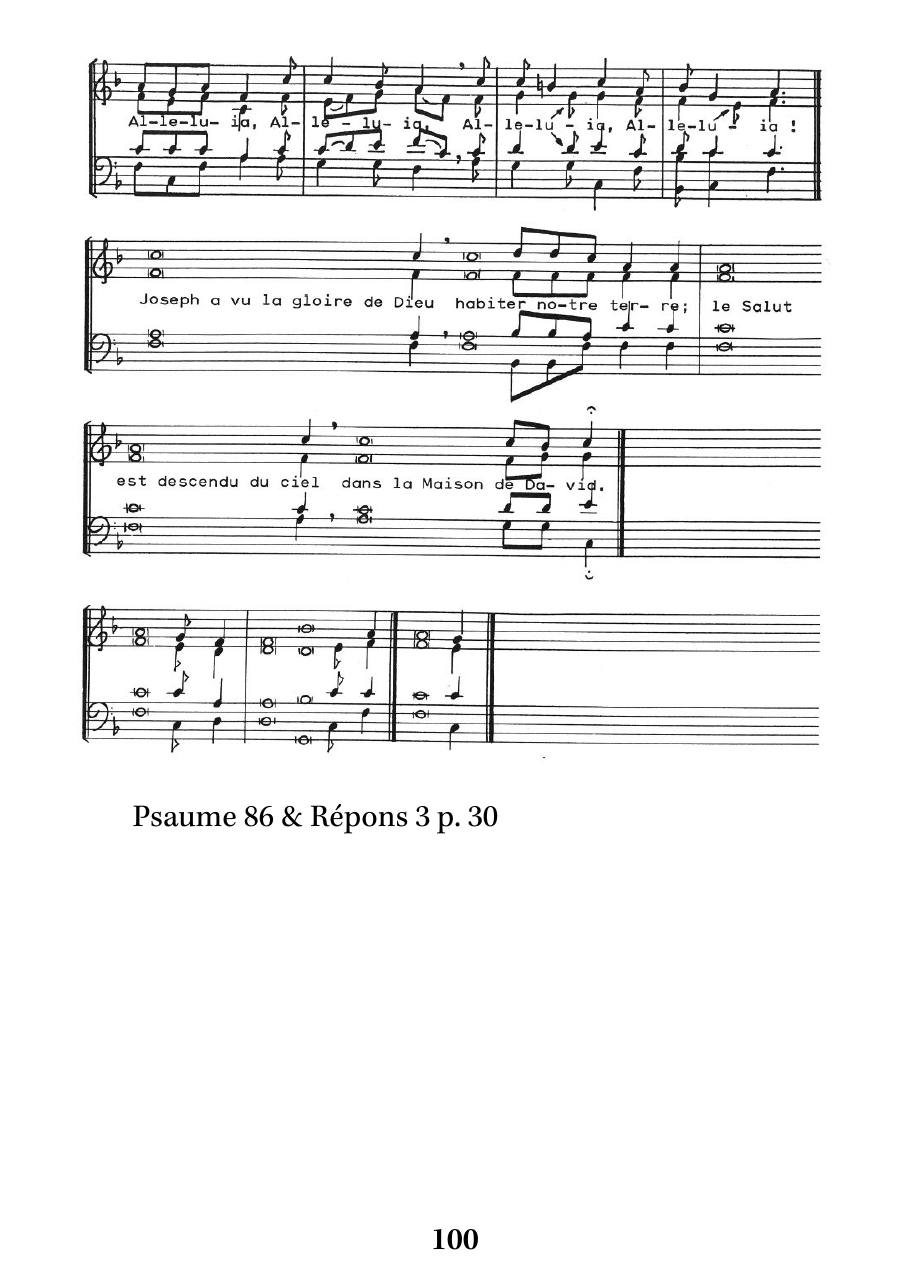 Al-le-lu- ia, Al- le - lu- ia, Al- le-lu - ia, Al- le-lu - ia !
Joseph a vu la gloire de Dieu habiter no-tre ter- re; le Salut
est descendu du ciel dans la Maison de Da- vid.
Psaume 86 & Répons 3 p. 30
100